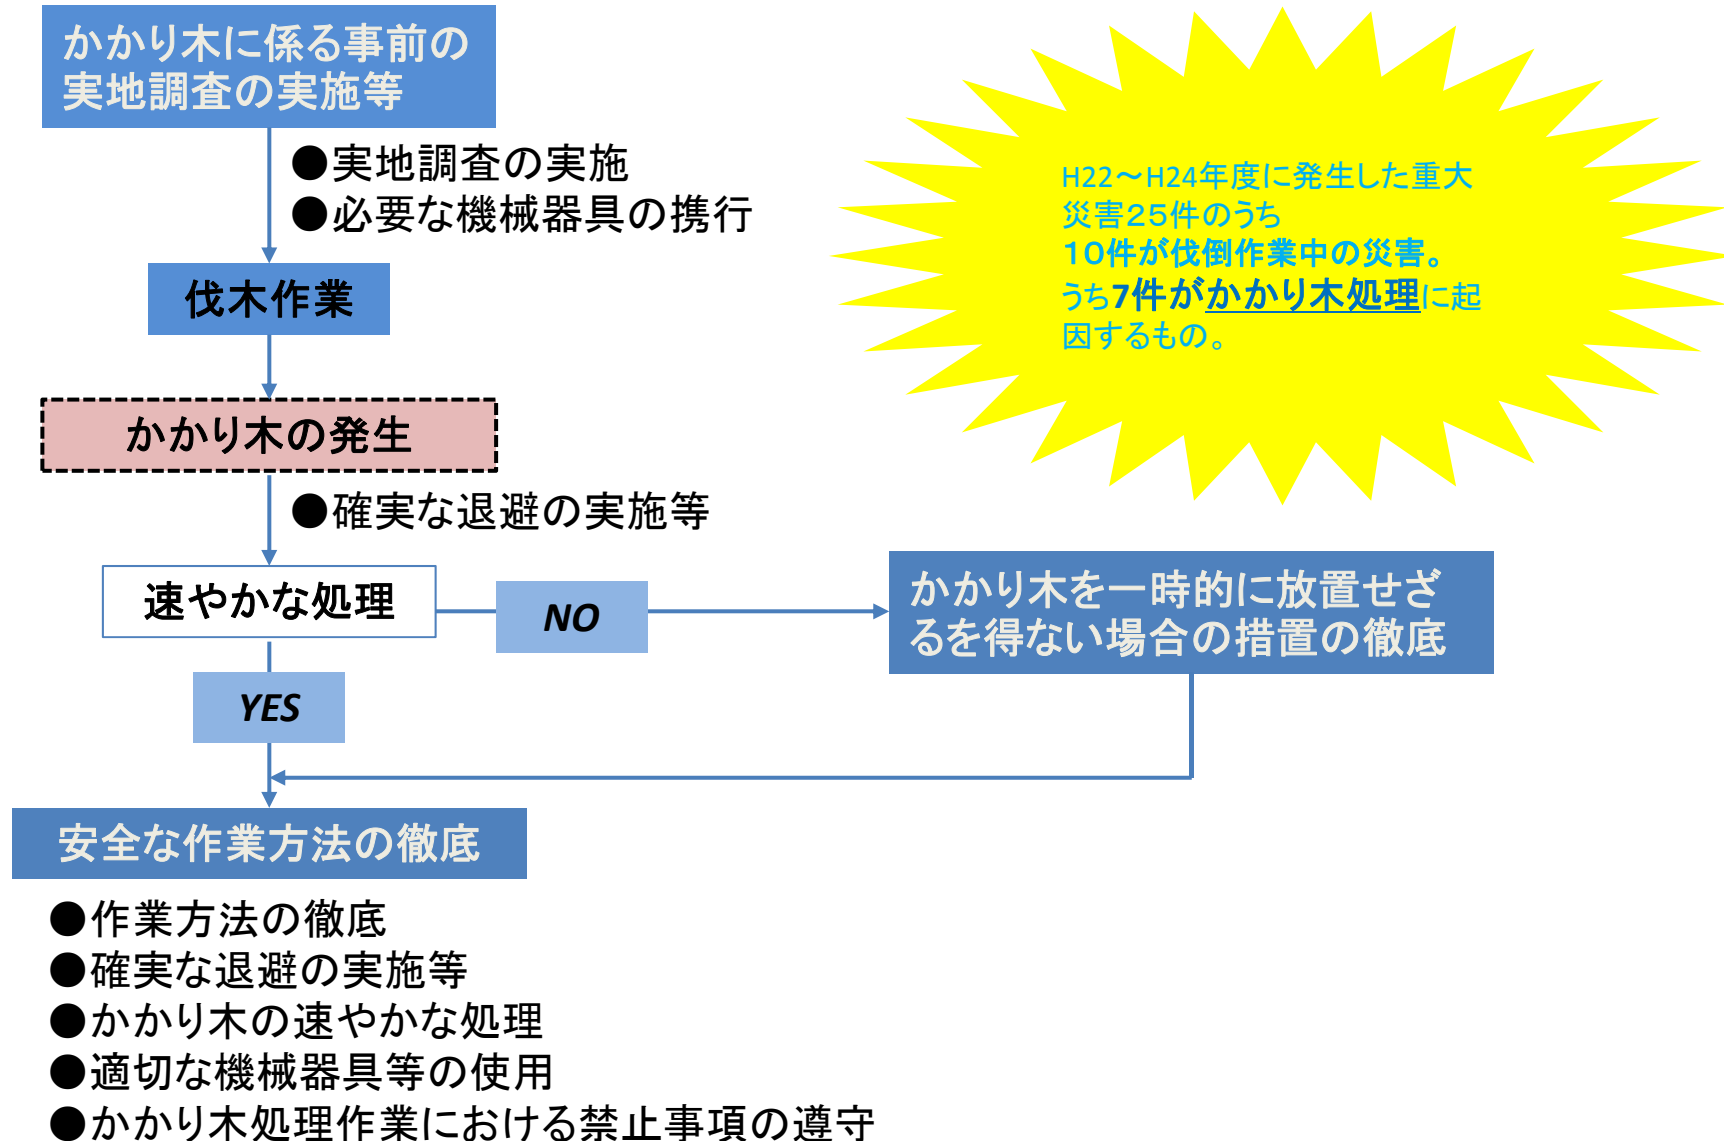 かかり木に係る事前の
実地調査の実施等
●実地調査の実施
●必要な機械器具の携行
伐木作業
かかり木の発生
●確実な退避の実施等
速やかな処理
NO
かかり木を一時的に放置せざ
るを得ない場合の措置の徹底
YES
安全な作業方法の徹底
●作業方法の徹底
●確実な退避の実施等
●かかり木の速やかな処理
●適切な機械器具等の使用
●かかり木処理作業における禁止事項の遵守
H22～H24年度に発生した重大
災害25件のうち
10件が伐倒作業中の災害。
うち7件がかかり木処理に起
因するもの。